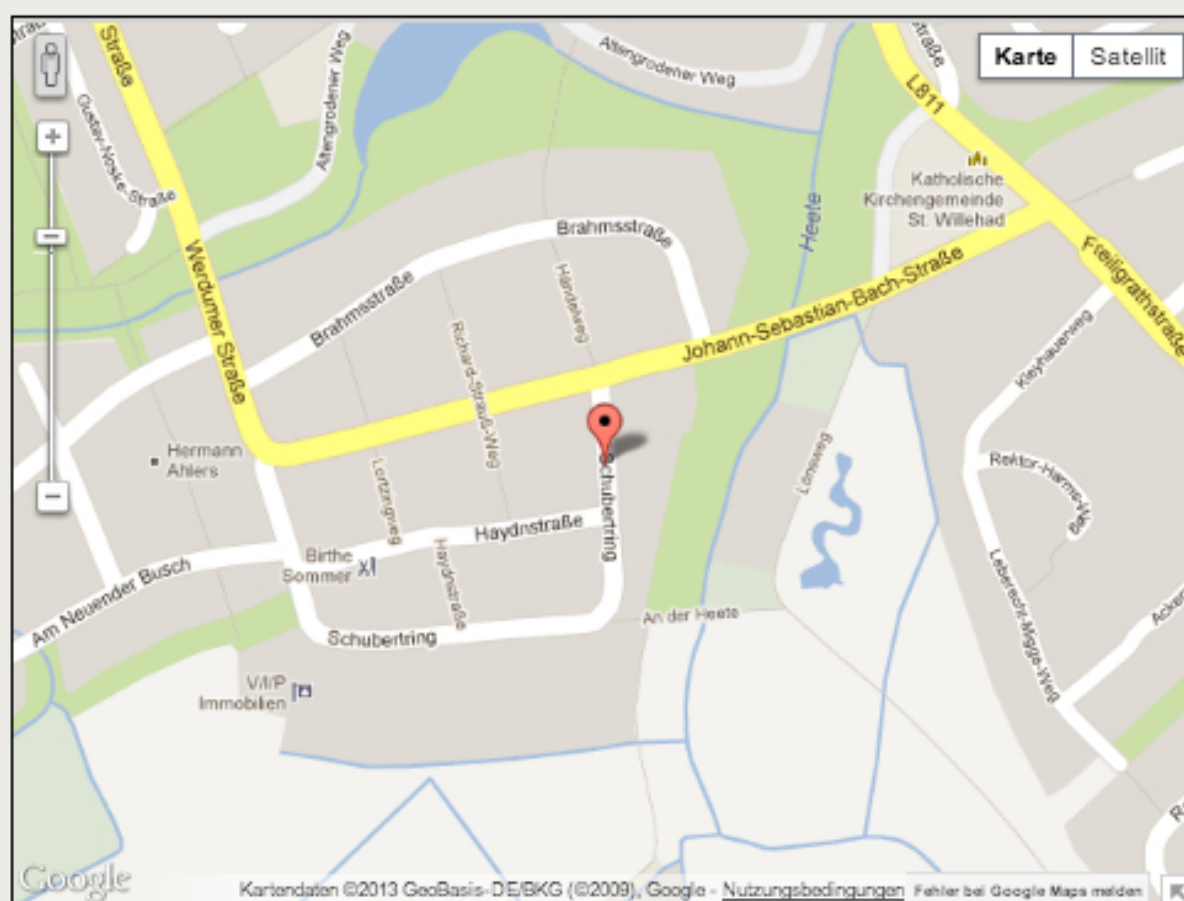 Straße
Straße
Altengrodener Weg
Altengrodener Weg
Gustav-Noske-Straße
L811
Karte
Satellit
Katholische
Kirchengemeinde
St. Willehad
Heete
Brahmsstraße
Brahmsstraße
Händelweg
Werdumer Straße
Freiligrathstraße
Johann-Sebastian-Bach-Straße
Richard-Strauß-Weg
Kleyhauerweg
Hermann
Ahlers
Lortzingweg
Lönsweg
Rektor-Harms-Weg
Schubertring
Haydnstraße
Birthe
Sommer
Haydnstraße
Am Neuender Busch
An der Heete
Schubertring
Leberecht-Migge-Weg
Acker
V/I/P
Immobilien
Google
Kartendaten ©2013 GeoBasis-DE/BKG (©2009), Google - Nutzungsbedingungen
Fehler bei Google Maps melden